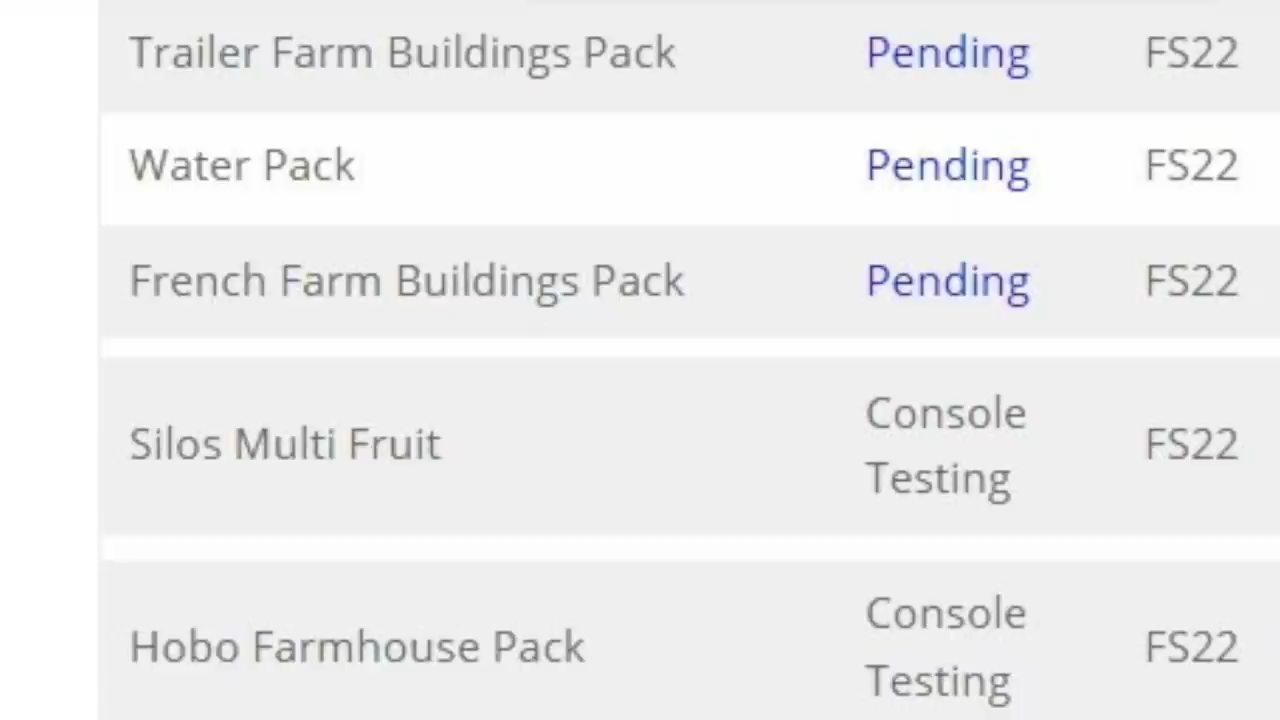 Trailer Farm Buildings Pack Pending FS22
Water Pack Pending FS22
French Farm Buildings Pack Pending FS22
Silos Multi Fruit Console Testing FS22
Hobo Farmhouse Pack Console Testing FS22